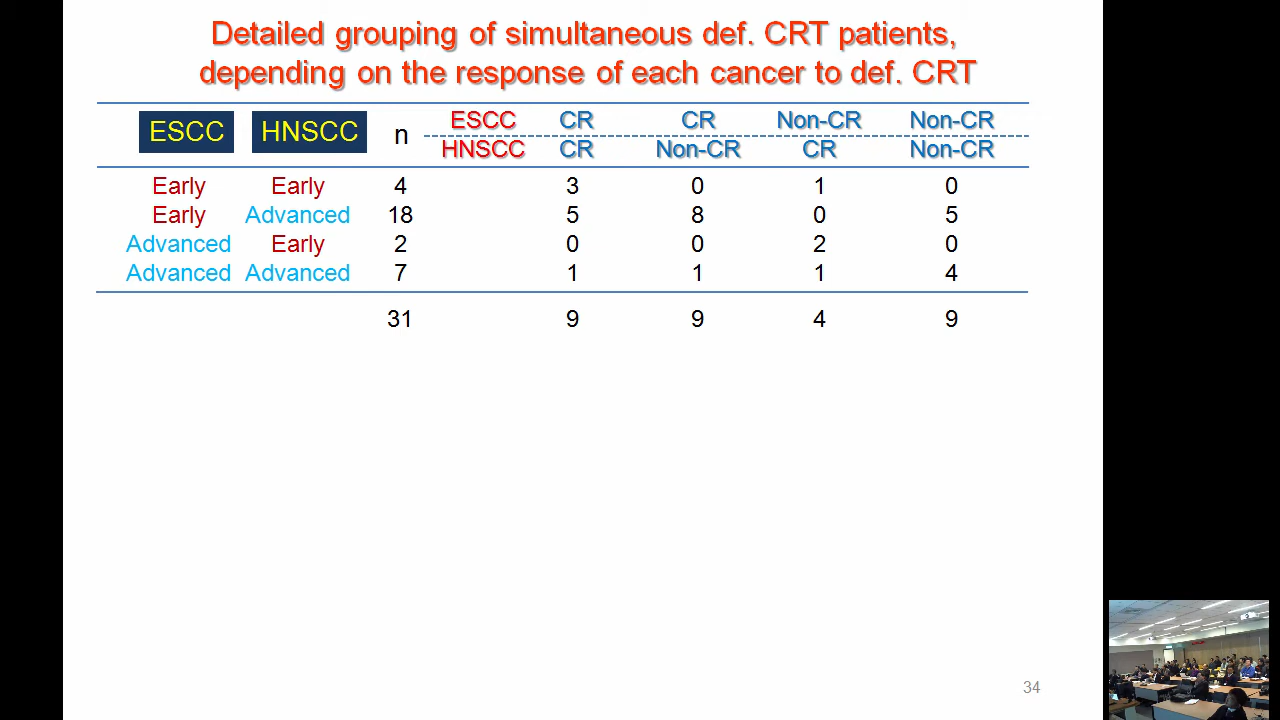 Detailed grouping of simultaneous def. CRT patients,
depending on the response of each cancer to def. CRT
ESCC HNSCC n ESCC CR CR Non-CR Non-CR
HNSCC CR Non-CR CR Non-CR
Early Early 4 3 0 1 0
Early Advanced 18 5 8 0 5
Advanced Early 2 0 0 2 0
Advanced Advanced 7 1 1 1 4
31 9 9 4 9
34